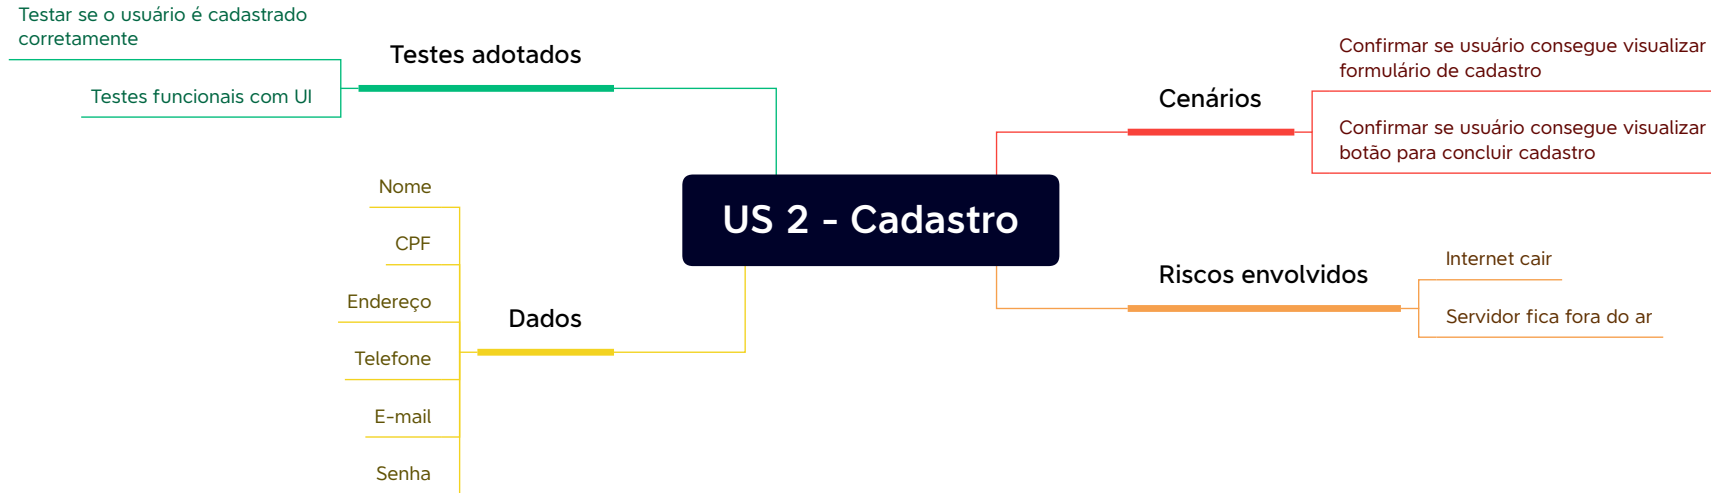 Testar se o usuário é cadastrado
corretamente
Testes funcionais com UI
Testes adotados
Nome
CPF
Endereço
Telefone
E-mail
Senha
Dados
US 2 - Cadastro
Cenários
Confirmar se usuário consegue visualizar
formulário de cadastro
Confirmar se usuário consegue visualizar
botão para concluir cadastro
Riscos envolvidos
Internet cair
Servidor fica fora do ar